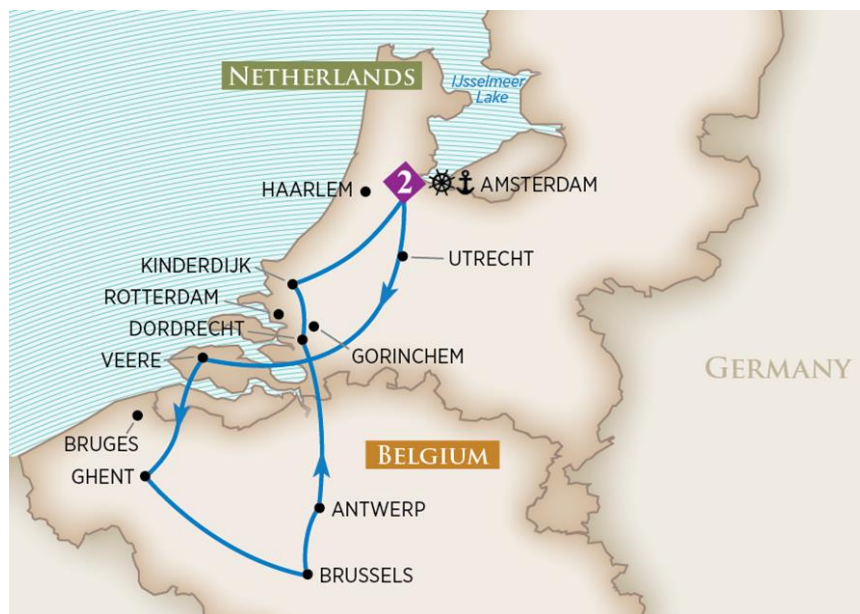 NETHERLANDS
IJsselmeer
Lake
HAARLEM
2
AMSTERDAM
KINDERDIJK
UTRECHT
ROTTERDAM
DORDRECHT
VEERE
GORINCHEM
GERMANY
BRUGES
BELGIUM
GHENT
ANTWERP
BRUSSELS